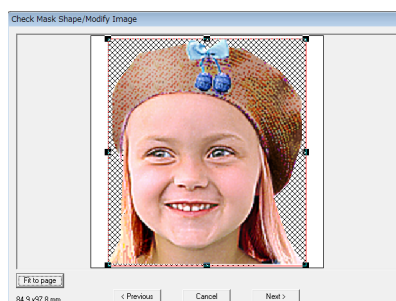 Check Mask Shape/Modify Image
Fit to page
84.9 x97.8 mm
< Previous
Cancel
Next >